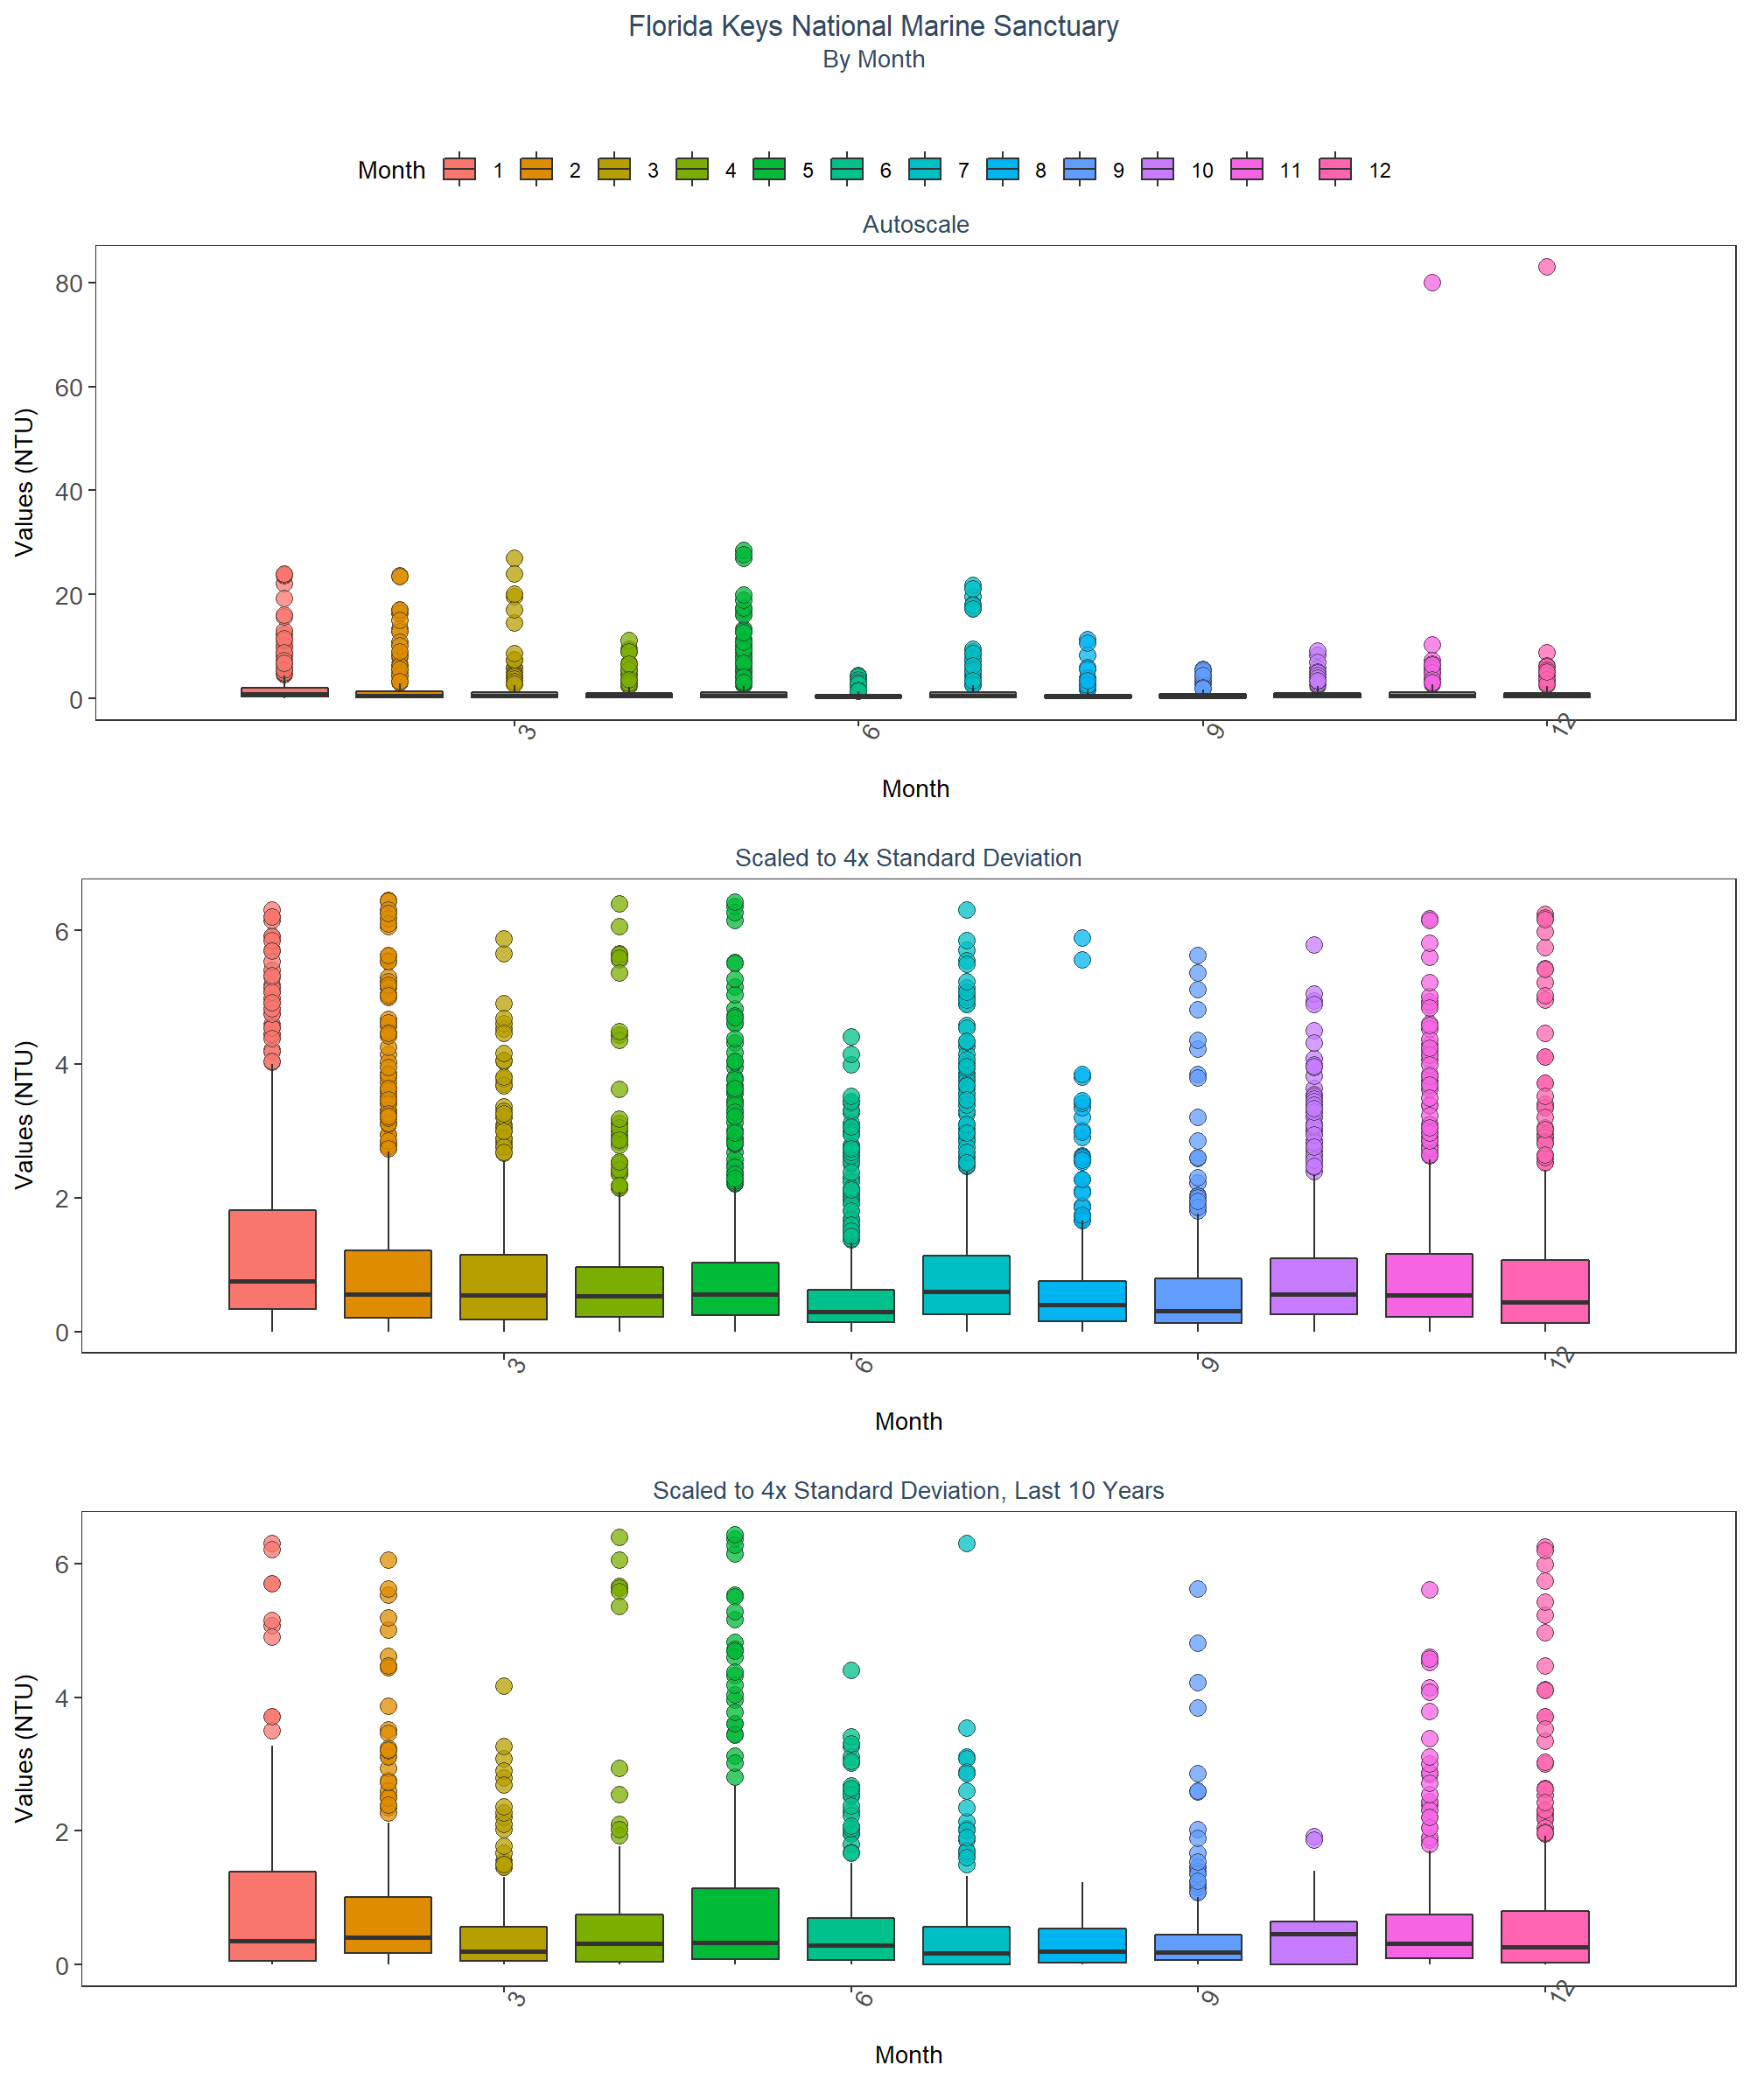 Florida Keys National Marine Sanctuary
By Month
Month 1 2 3 4 5 6 7 8 9 10 11 12
Autoscale
Values (NTU)
80
60
40
20
0
3 6 9 12
Month
Scaled to 4x Standard Deviation
Values (NTU)
6
4
2
0
3 6 9 12
Month
Scaled to 4x Standard Deviation, Last 10 Years
Values (NTU)
6
4
2
0
3 6 9 12
Month